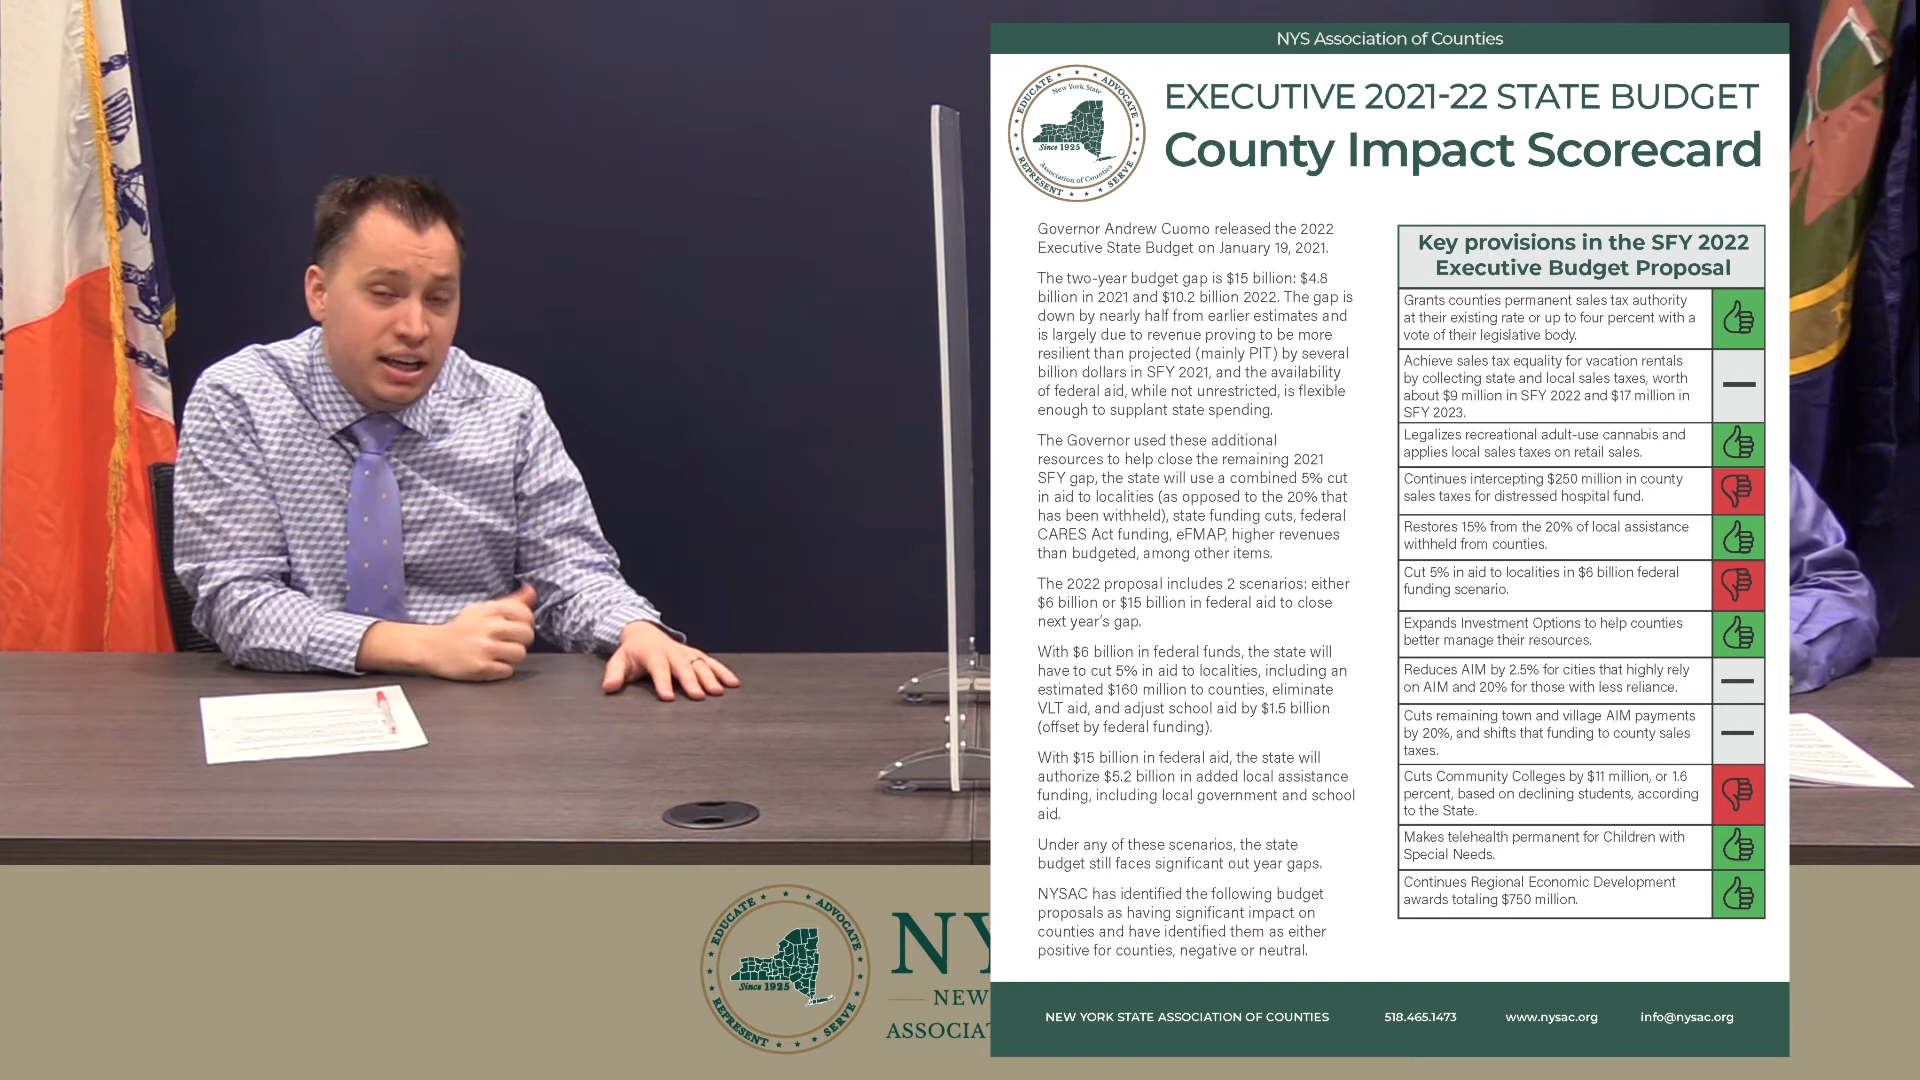 NYS Association of Counties
EDUCATE ADVOCATE
New York State
Since 1925
Association of Counties
REPRESENT SERVE
EXECUTIVE 2021-22 STATE BUDGET
County Impact Scorecard
Governor Andrew Cuomo released the 2022
Executive State Budget on January 19, 2021.
The two-year budget gap is $15 billion: $4.8
billion in 2021 and $10.2 billion 2022. The gap is
down by nearly half from earlier estimates and
is largely due to revenue proving to be more
resilient than projected (mainly PIT) by several
billion dollars in SFY 2021, and the availability
of federal aid, while not unrestricted, is flexible
enough to supplant state spending.
The Governor used these additional
resources to help close the remaining 2021
SFY gap, the state will use a combined 5% cut
in aid to localities (as opposed to the 20% that
has been withheld), state funding cuts, federal
CARES Act funding, eFMAP, higher revenues
than budgeted, among other items.
The 2022 proposal includes 2 scenarios: either
$6 billion or $15 billion in federal aid to close
next year's gap.
With $6 billion in federal funds, the state will
have to cut 5% in aid to localities, including an
estimated $160 million to counties, eliminate
VLT aid, and adjust school aid by $1.5 billion
(offset by federal funding).
With $15 billion in federal aid, the state will
authorize $5.2 billion in added local assistance
funding, including local government and school
aid.
Under any of these scenarios, the state
budget still faces significant out year gaps.
NYSAC has identified the following budget
proposals as having significant impact on
counties and have identified them as either
positive for counties, negative or neutral.
Key provisions in the SFY 2022
Executive Budget Proposal
Grants counties permanent sales tax authority
at their existing rate or up to four percent with a
vote of their legislative body.
Achieve sales tax equality for vacation rentals
by collecting state and local sales taxes, worth
about $9 million in SFY 2022 and $17 million in
SFY 2023.
Legalizes recreational adult-use cannabis and
applies local sales taxes on retail sales.
Continues intercepting $250 million in county
sales taxes for distressed hospital fund.
Restores 15% from the 20% of local assistance
withheld from counties.
Cut 5% in aid to localities in $6 billion federal
funding scenario.
Expands Investment Options to help counties
better manage their resources.
Reduces AIM by 2.5% for cities that highly rely
on AIM and 20% for those with less reliance.
Cuts remaining town and village AIM payments
by 20%, and shifts that funding to county sales
taxes.
Cuts Community Colleges by $11 million, or 1.6
percent, based on declining students, according
to the State.
Makes telehealth permanent for Children with
Special Needs.
Continues Regional Economic Development
awards totaling $750 million.
NEW YORK STATE ASSOCIATION OF COUNTIES 518.465.1473 www.nysac.org info@nysac.org
EDUCATE ADVOCATE
Since 1925
REPRESENT SERVE
NY
NEW
ASSOCIAT